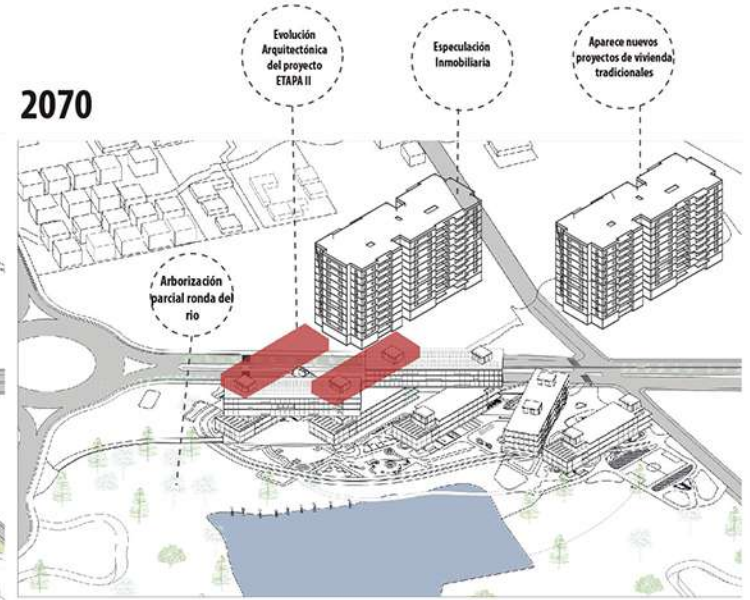 2070
Evolución
Arquitectónica
del proyecto
ETAPA II
Especulación
Inmobiliaria
Aparece nuevos
proyectos de vivienda
tradicionales
Arborización
parcial ronda del
rio